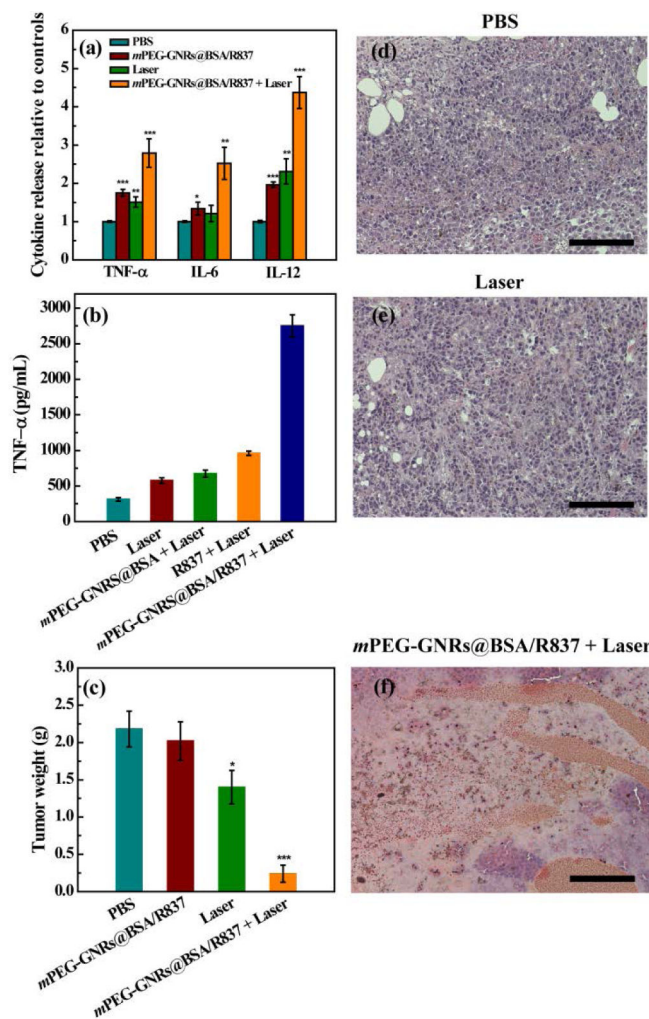 PBS
(a)
PBS
mPEG-GNRs@BSA/R837
Laser
mPEG-GNRs@BSA/R837 + Laser
Cytokine release relative to controls
6
5
4
3
2
1
0
***
**
***
*
**
***
**
***
TNF-α
IL-6
IL-12
(d)
Laser
(b)
TNF-α (pg/mL)
3000
2500
2000
1500
1000
500
0
PBS
Laser
mPEG-GNRS@BSA + Laser
R837 + Laser
mPEG-GNRS@BSA/R837 + Laser
(e)
mPEG-GNRs@BSA/R837 + Laser
(c)
Tumor weight (g)
3.0
2.5
2.0
1.5
1.0
0.5
0.0
*
***
PBS
mPEG-GNRs@BSA/R837
Laser
mPEG-GNRs@BSA/R837 + Laser
(f)